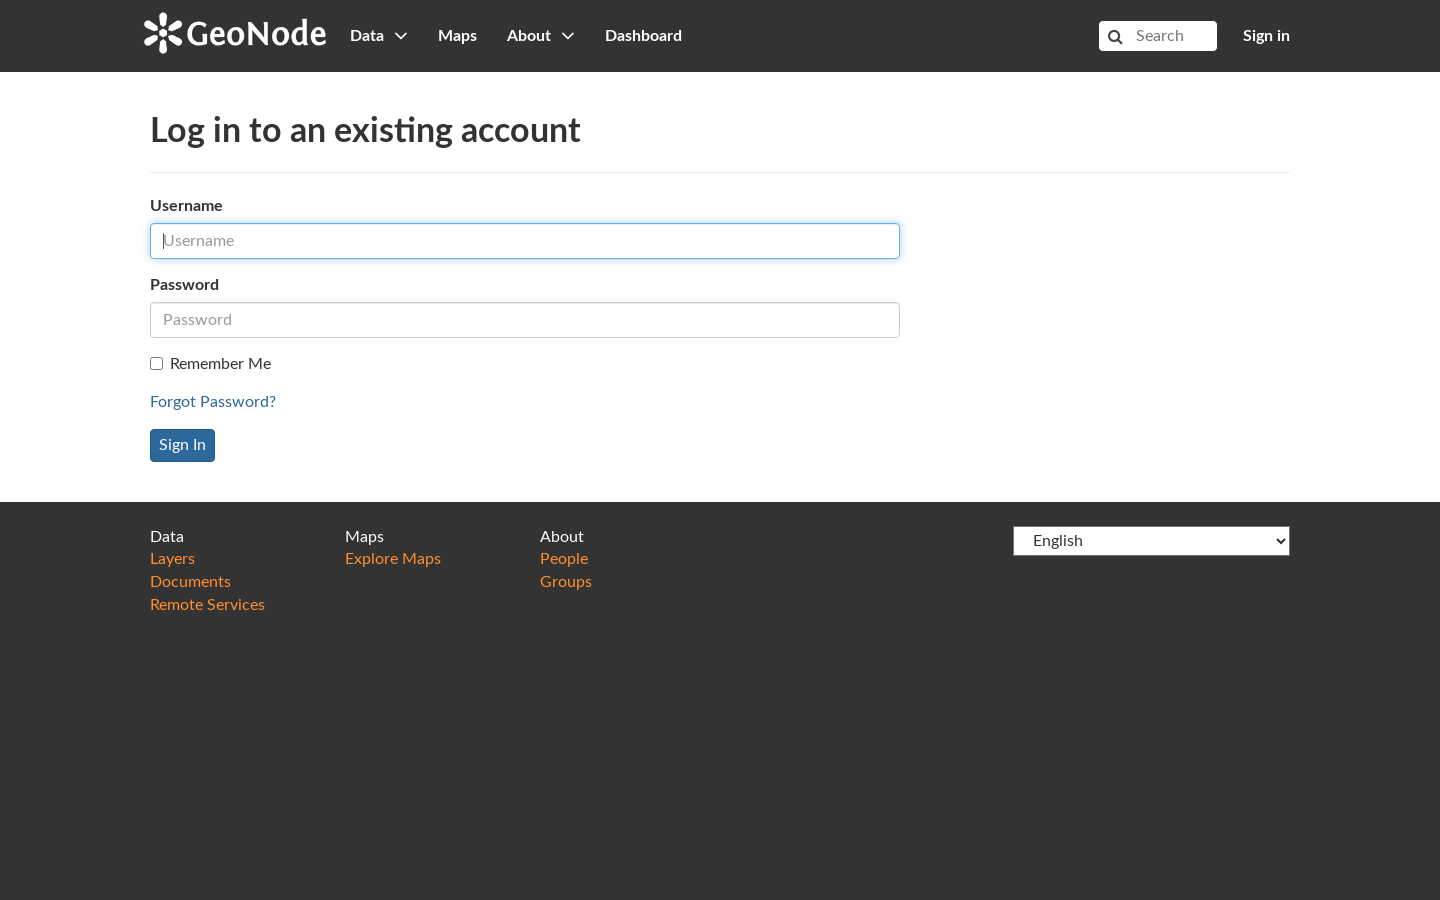 GeoNode Data Maps About Dashboard Search Sign in
Log in to an existing account
Username
Username
Password
Password
Remember Me
Forgot Password?
Sign In
Data
Layers
Documents
Remote Services
Maps
Explore Maps
About
People
Groups
English